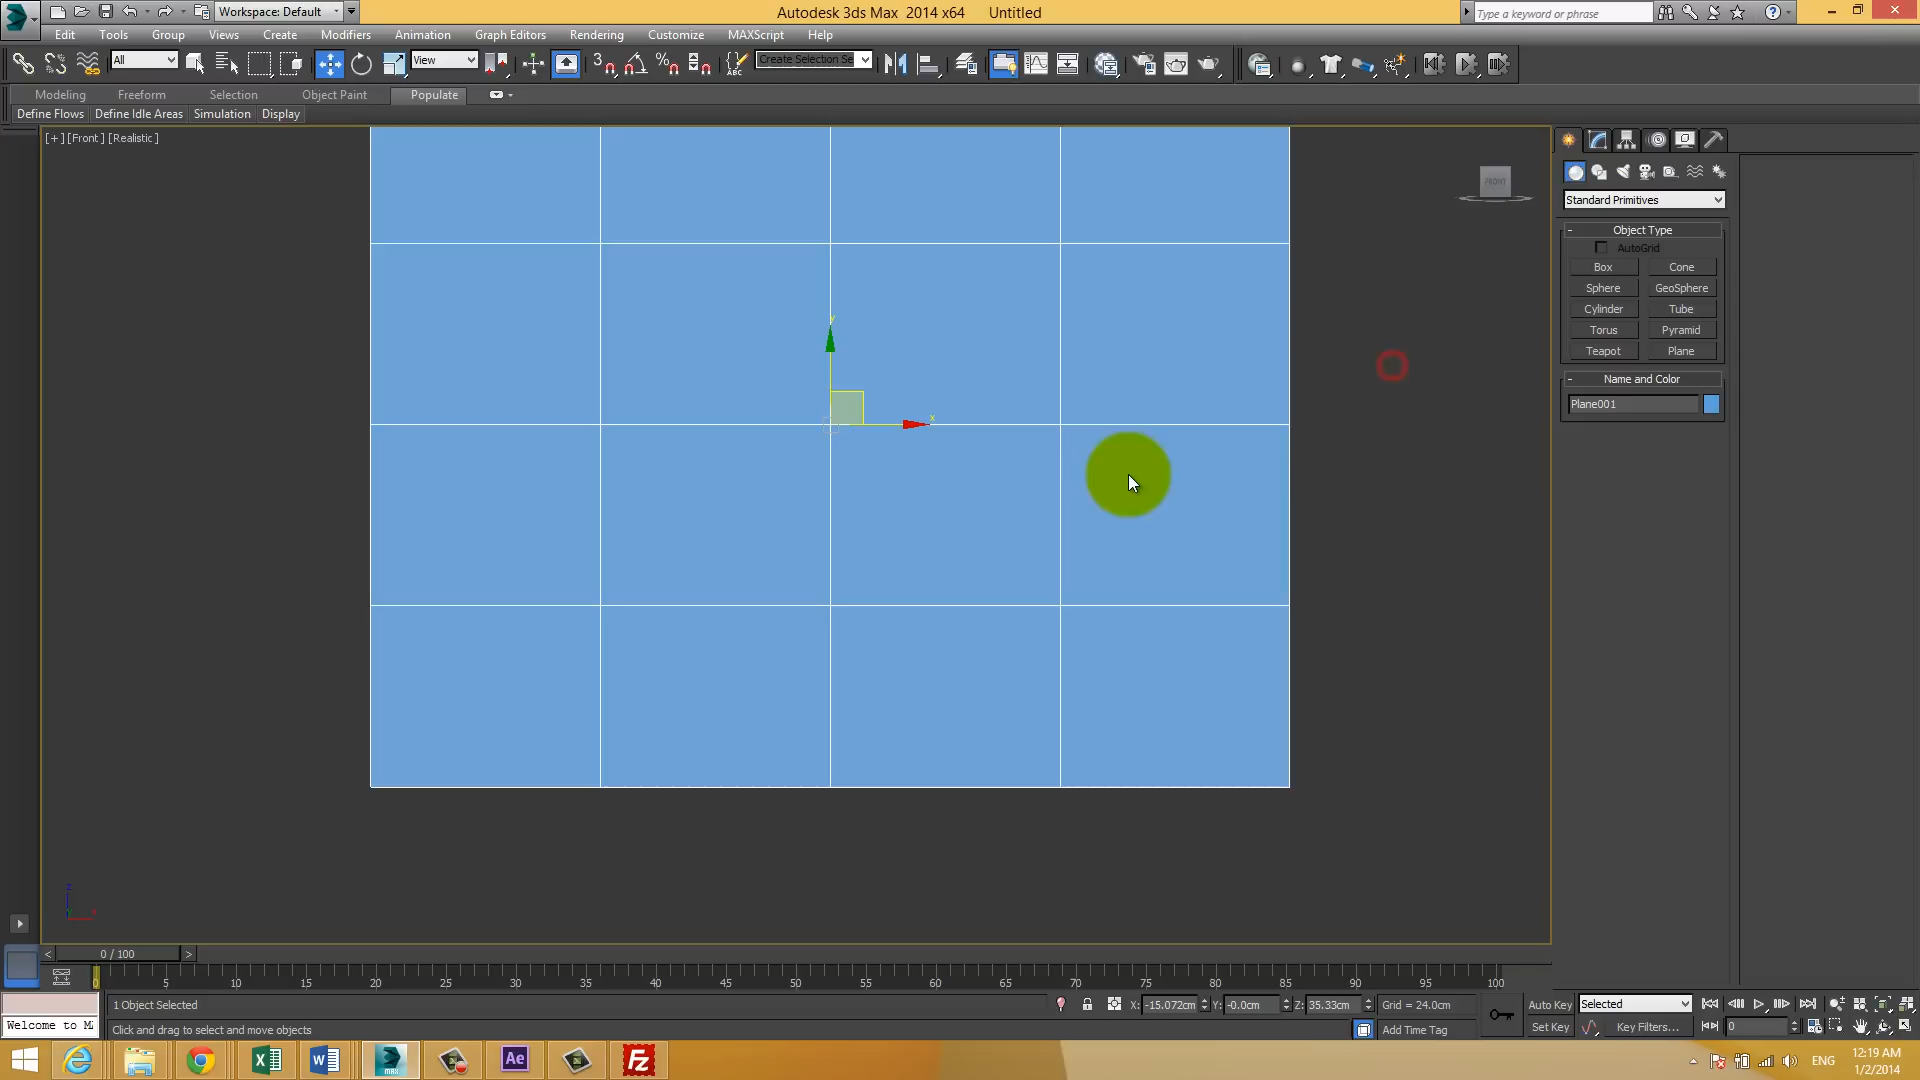 Workspace: Default
Autodesk 3ds Max 2014 x64 Untitled
Type a keyword or phrase
Edit Tools Group Views Create Modifiers Animation Graph Editors Rendering Customize MAXScript Help
All
View
3
Create Selection Se
Modeling Freeform Selection Object Paint Populate
Define Flows Define Idle Areas Simulation Display
[+] [Front] [Realistic]
FRONT
Standard Primitives
- Object Type
AutoGrid
Box Cone
Sphere GeoSphere
Cylinder Tube
Torus Pyramid
Teapot Plane
- Name and Color
Plane001
y
x
z
x
< 0 / 100 >
0 5 10 15 20 25 30 35 40 45 50 55 60 65 70 75 80 85 90 95 100
1 Object Selected
X: -15.072cm Y: -0.0cm Z: 35.33cm Grid = 24.0cm
Auto Key Selected
Welcome to M
Click and drag to select and move objects
Add Time Tag
Set Key Key Filters... 0
MAX
Ae
Fz
ENG
12:19 AM
1/2/2014